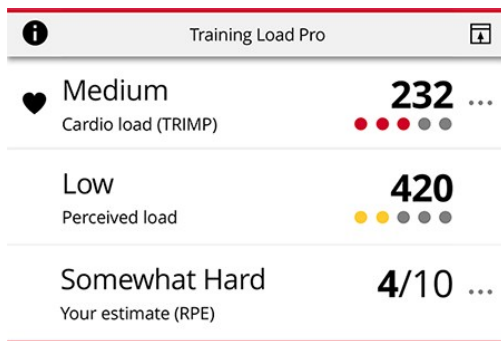 Training Load Pro
Medium 232
Cardio load (TRIMP)
Low 420
Perceived load
Somewhat Hard 4/10
Your estimate (RPE)